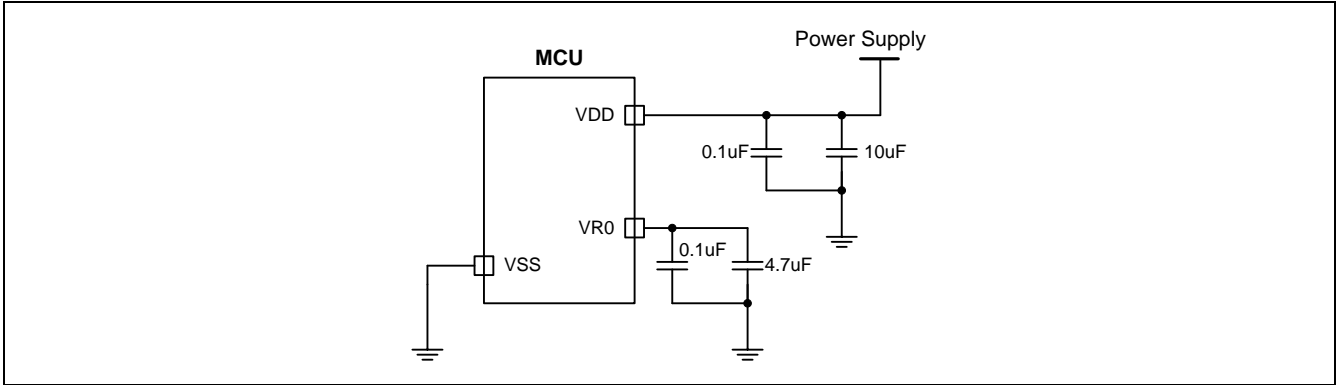 Power Supply
MCU
VDD
0.1uF
10uF
VR0
0.1uF
4.7uF
VSS